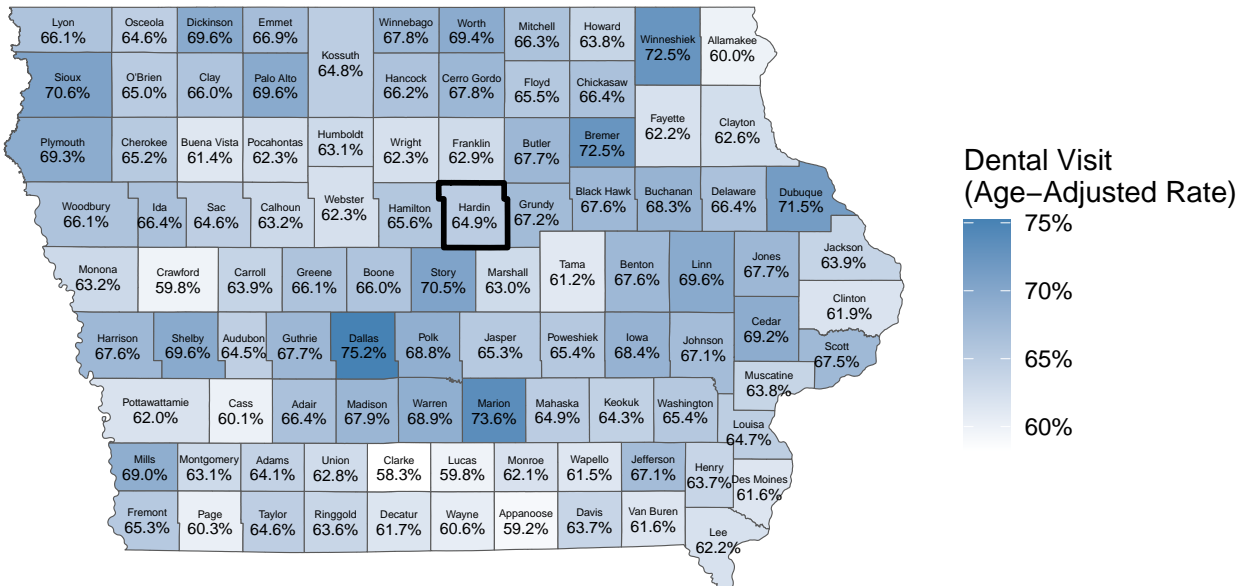 Lyon
66.1%
Osceola
64.6%
Dickinson
69.6%
Emmet
66.9%
Kossuth
64.8%
Winnebago
67.8%
Worth
69.4%
Mitchell
66.3%
Howard
63.8%
Winneshiek
72.5%
Allamakee
60.0%
Sioux
70.6%
O'Brien
65.0%
Clay
66.0%
Palo Alto
69.6%
Hancock
66.2%
Cerro Gordo
67.8%
Floyd
65.5%
Chickasaw
66.4%
Fayette
62.2%
Clayton
62.6%
Plymouth
69.3%
Cherokee
65.2%
Buena Vista
61.4%
Pocahontas
62.3%
Humboldt
63.1%
Wright
62.3%
Franklin
62.9%
Butler
67.7%
Bremer
72.5%
Woodbury
66.1%
Ida
66.4%
Sac
64.6%
Calhoun
63.2%
Webster
62.3%
Hamilton
65.6%
Hardin
64.9%
Grundy
67.2%
Black Hawk
67.6%
Buchanan
68.3%
Delaware
66.4%
Dubuque
71.5%
Monona
63.2%
Crawford
59.8%
Carroll
63.9%
Greene
66.1%
Boone
66.0%
Story
70.5%
Marshall
63.0%
Tama
61.2%
Benton
67.6%
Linn
69.6%
Jones
67.7%
Jackson
63.9%
Clinton
61.9%
Harrison
67.6%
Shelby
69.6%
Audubon
64.5%
Guthrie
67.7%
Dallas
75.2%
Polk
68.8%
Jasper
65.3%
Poweshiek
65.4%
Iowa
68.4%
Johnson
67.1%
Cedar
69.2%
Scott
67.5%
Muscatine
63.8%
Pottawattamie
62.0%
Cass
60.1%
Adair
66.4%
Madison
67.9%
Warren
68.9%
Marion
73.6%
Mahaska
64.9%
Keokuk
64.3%
Washington
65.4%
Louisa
64.7%
Mills
69.0%
Montgomery
63.1%
Adams
64.1%
Union
62.8%
Clarke
58.3%
Lucas
59.8%
Monroe
62.1%
Wapello
61.5%
Jefferson
67.1%
Henry
63.7%
Des Moines
61.6%
Fremont
65.3%
Page
60.3%
Taylor
64.6%
Ringgold
63.6%
Decatur
61.7%
Wayne
60.6%
Appanoose
59.2%
Davis
63.7%
Van Buren
61.6%
Lee
62.2%
Dental Visit
(Age−Adjusted Rate)
75%
70%
65%
60%